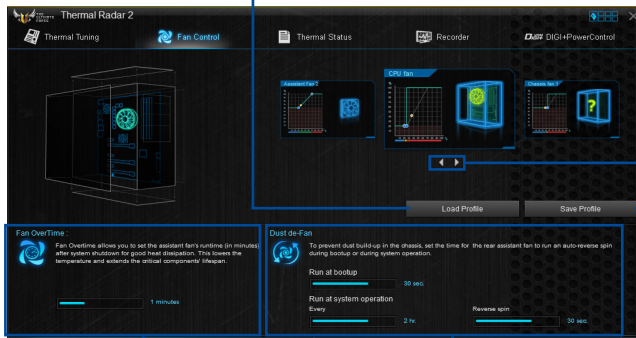 THE ULTIMATE FORCE
Thermal Radar 2
Thermal Tuning
Fan Control
Thermal Status
Recorder
DIGI+PowerControl
Assistant Fan 2
CPU fan
Chassis fan 1
?
Load Profile
Save Profile
Fan OverTime :
Fan Overtime allows you to set the assistant fan's runtime (in minutes)
after system shutdown for good heat dissipation. This lowers the
temperature and extends the critical components' lifespan.
1 minutes
Dust de-Fan
To prevent dust build-up in the chassis, set the time for the rear assistant fan to run an auto-reverse spin
during bootup or during system operation.
Run at bootup
30 sec.
Run at system operation
Every
Reverse spin
2 hr.
30 sec.